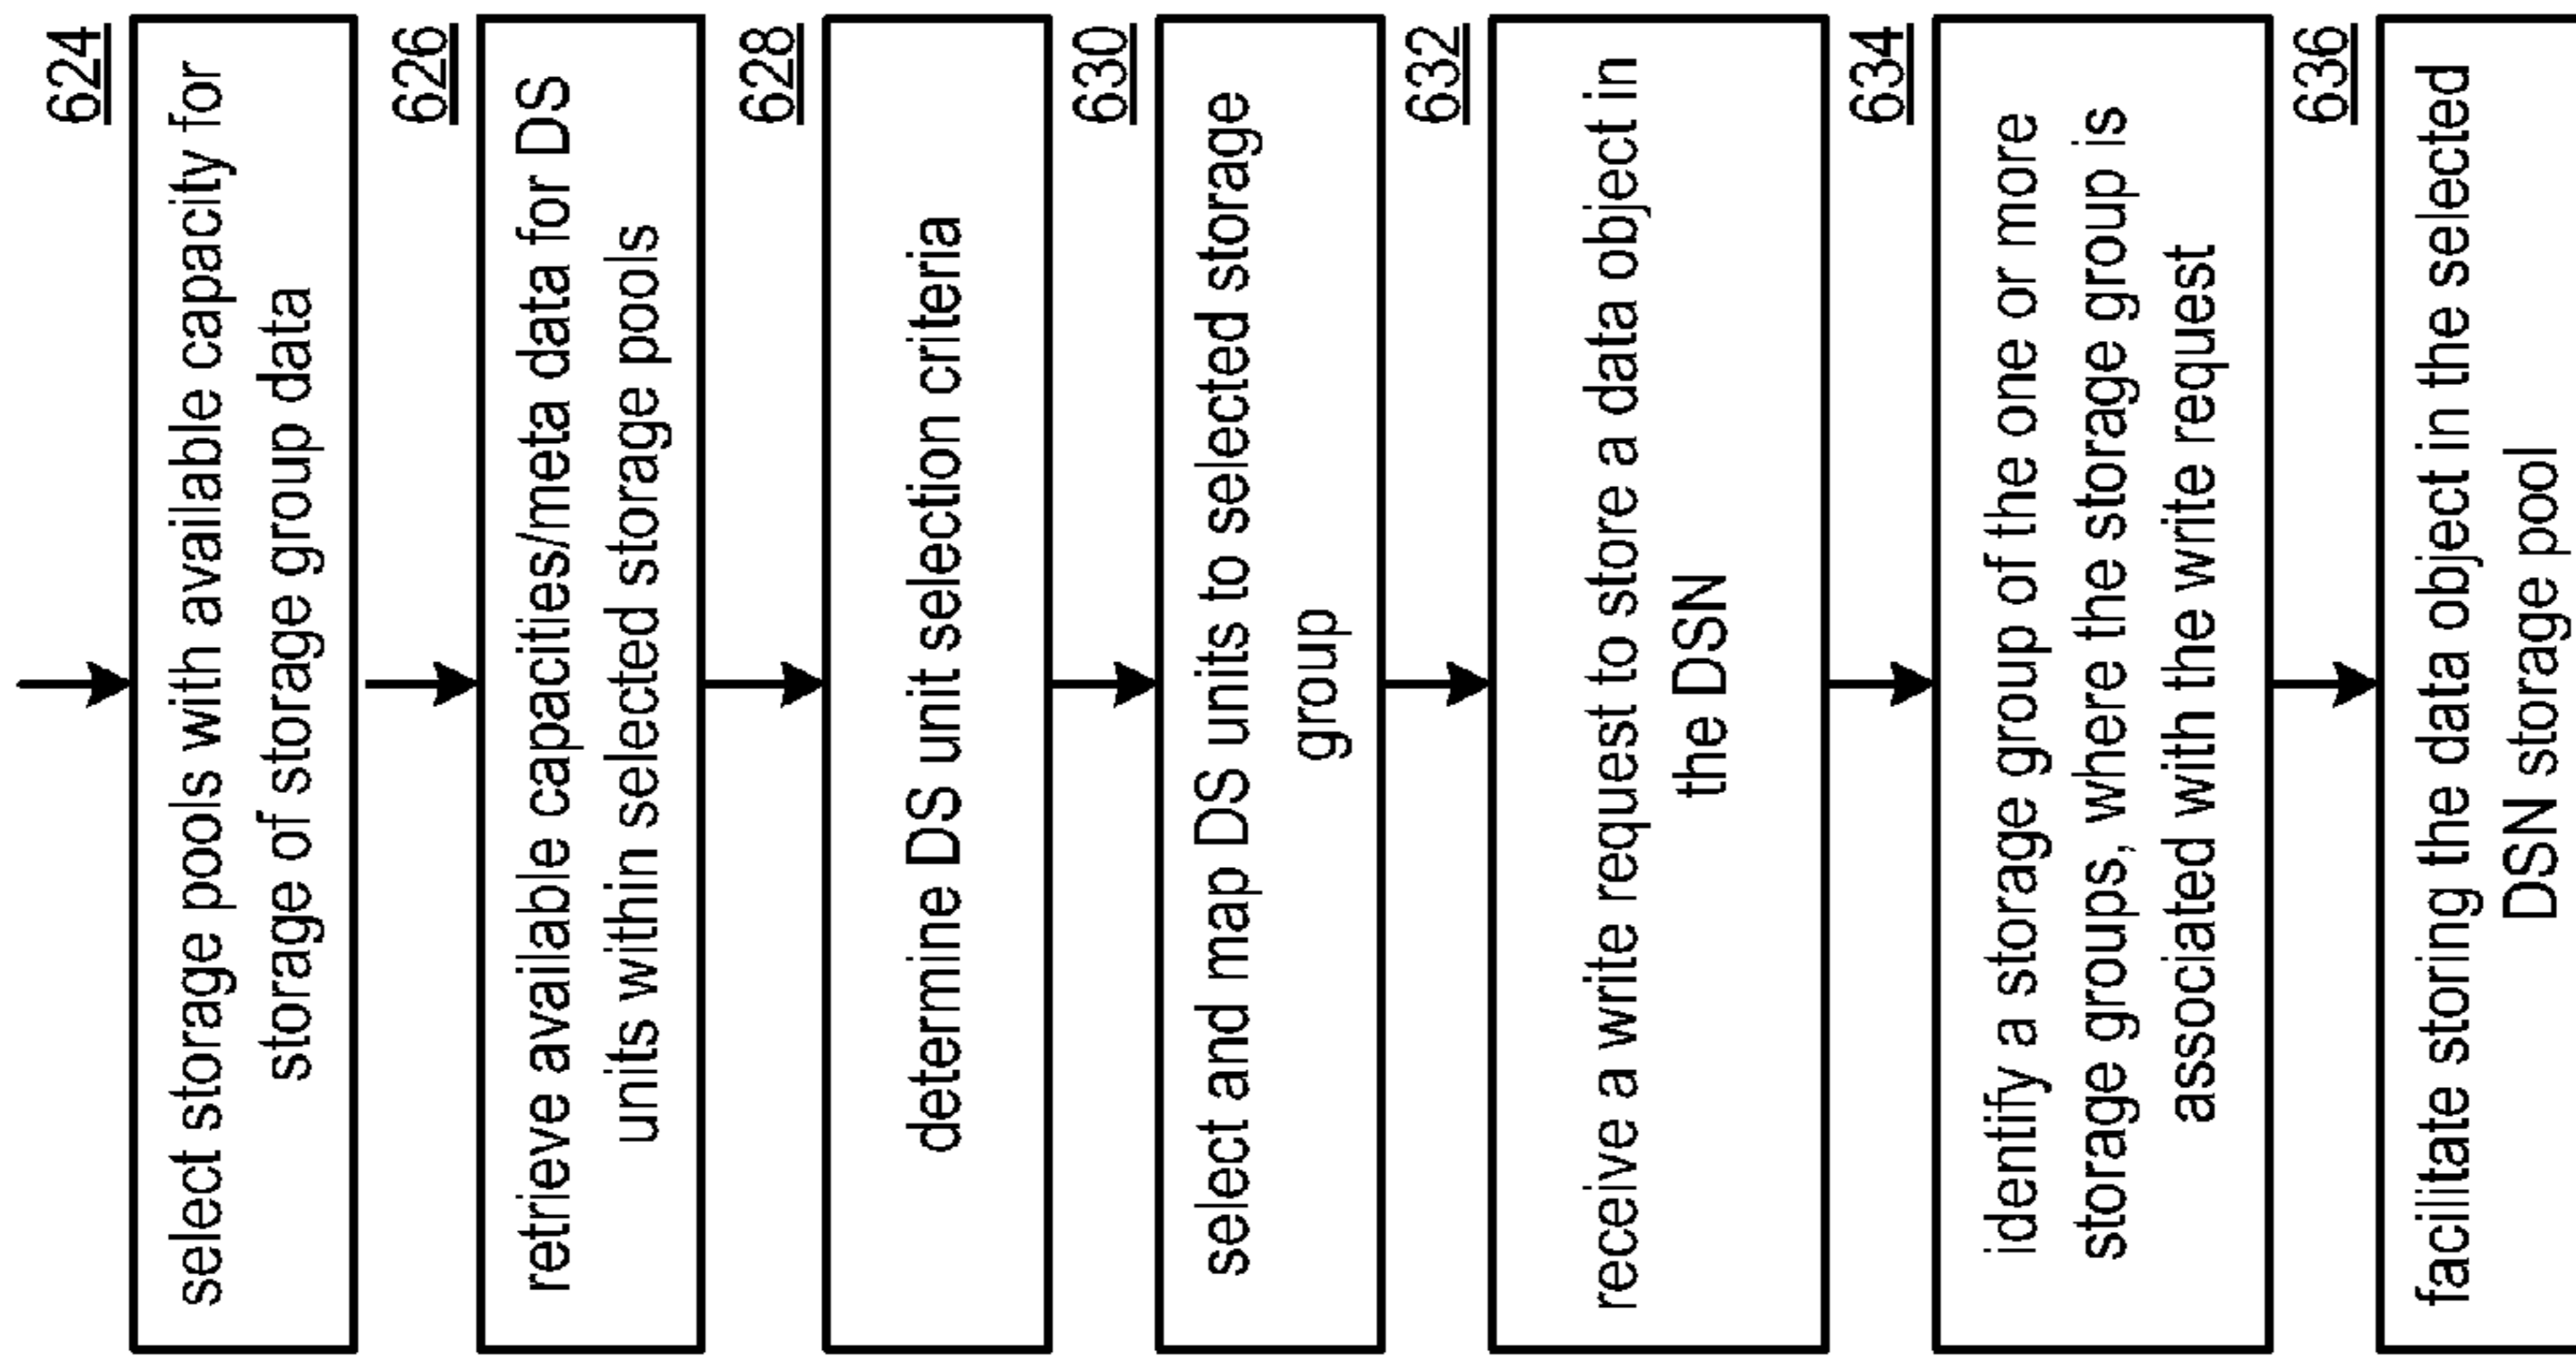 624
select storage pools with available capacity for
storage of storage group data
626
retrieve available capacities/meta data for DS
units within selected storage pools
628
determine DS unit selection criteria
630
select and map DS units to selected storage
group
632
receive a write request to store a data object in
the DSN
634
identify a storage group of the one or more
storage groups, where the storage group is
associated with the write request
636
facilitate storing the data object in the selected
DSN storage pool